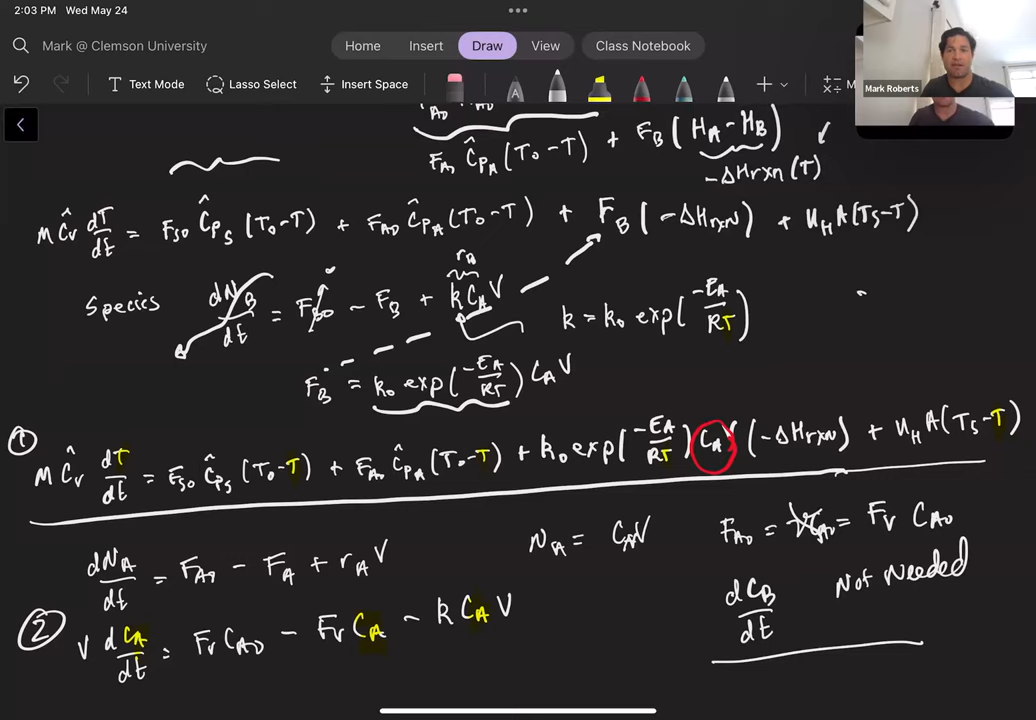 2:03 PM Wed May 24
Mark @ Clemson University
Home Insert Draw View Class Notebook
Text Mode Lasso Select Insert Space
Mark Roberts
+ F_B (H_A - H_B)
F_A0 Ĉ_PA (T_0 - T)
-ΔHrxn (T)
M Ĉ_V dT/dt = F_S0 Ĉ_PS (T_0 - T) + F_A0 Ĉ_PA (T_0 - T) + F_B (-ΔHrxn) + U_H A (T_S - T)
Species dN_B/dt = F_B0 - F_B + k C_A V
k = k_0 exp(-E_A/RT)
F_B = k_0 exp(-E_A/RT) C_A V
① M Ĉ_V dT/dt = F_S0 Ĉ_PS (T_0 - T) + F_A0 Ĉ_PA (T_0 - T) + k_0 exp(-E_A/RT) C_A V (-ΔHrxn) + U_H A (T_S - T)
dN_A/dt = F_A0 - F_A + r_A V
N_A = C_A V
F_A0 = = F_V C_A0
② V dC_A/dt = F_V C_A0 - F_V C_A - k C_A V
dC_B/dt Not Needed